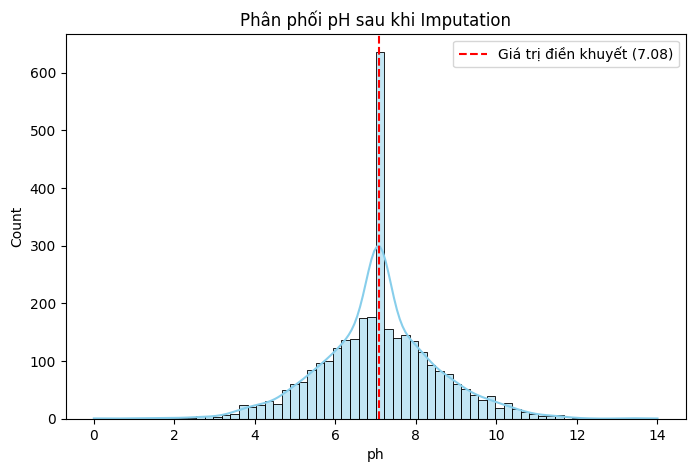 Phân phối pH sau khi Imputation
Giá trị điền khuyết (7.08)
600
500
400
300
200
100
0
Count
0 2 4 6 8 10 12 14
ph